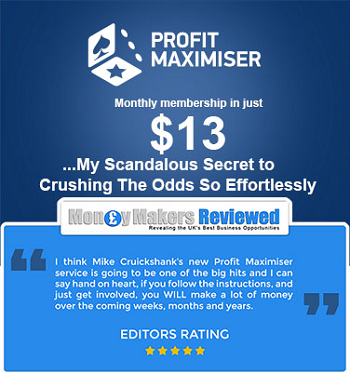 PROFIT
MAXIMISER
Monthly membership in just
$13
...My Scandalous Secret to
Crushing The Odds So Effortlessly
Mon£y Makers Reviewed
Revealing the UK's Best Business Opportunities
I think Mike Cruickshank's new Profit Maximiser
service is going to be one of the big hits and I can
say hand on heart, if you follow the instructions, and
just get involved, you WILL make a lot of money
over the coming weeks, months and years.
EDITORS RATING